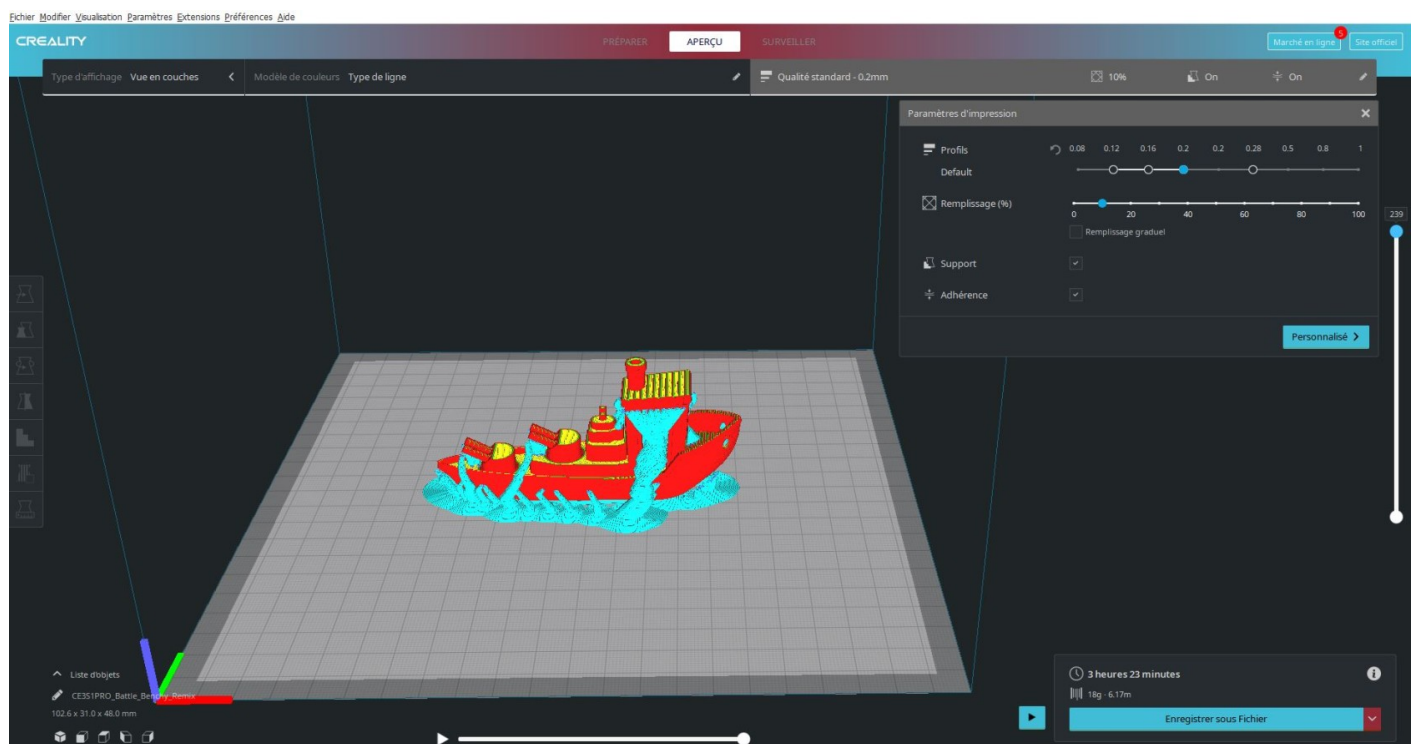 Fichier Modifier Visualisation Paramètres Extensions Préférences Aide
CREALITY
PRÉPARER APERÇU SURVEILLER
Marché en ligne 5 Site officiel
Type d'affichage Vue en couches
Modèle de couleurs Type de ligne
Qualité standard - 0.2mm 10% On On
Paramètres d'impression
Profils 0.08 0.12 0.16 0.2 0.2 0.28 0.5 0.8 1
Default
Remplissage (%)
0 20 40 60 80 100
Remplissage graduel
Support
Adhérence
Personnalisé
239
Liste d'objets
CE3S1PRO_Battle_Benchy_Remix
102.6 x 31.0 x 48.0 mm
3 heures 23 minutes
18g · 6.17m
Enregistrer sous Fichier